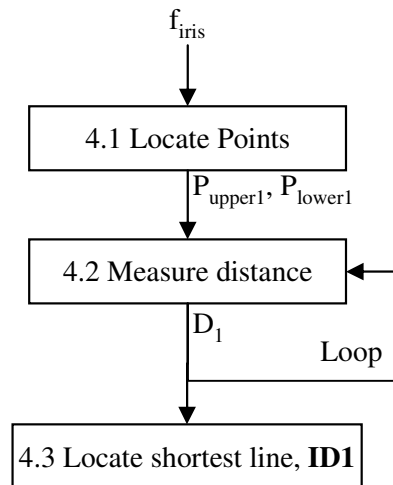 f_iris
4.1 Locate Points
P_upper1, P_lower1
4.2 Measure distance
D_1
Loop
4.3 Locate shortest line, ID1